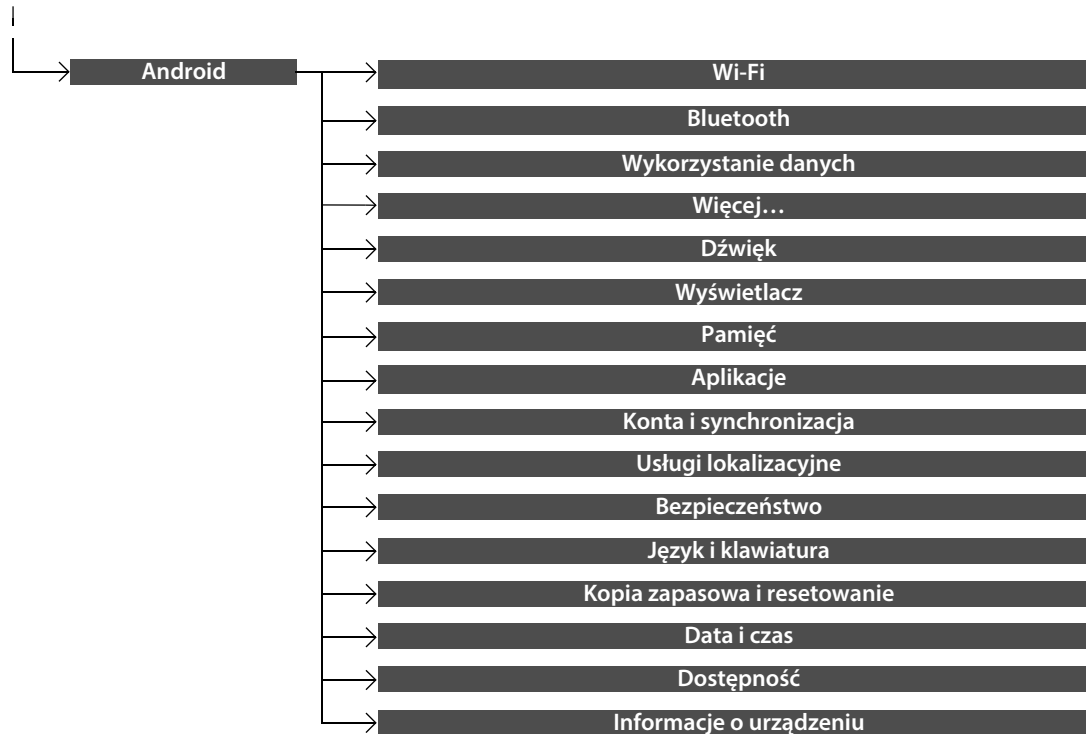 Android
Wi-Fi
Bluetooth
Wykorzystanie danych
Więcej…
Dźwięk
Wyświetlacz
Pamięć
Aplikacje
Konta i synchronizacja
Usługi lokalizacyjne
Bezpieczeństwo
Język i klawiatura
Kopia zapasowa i resetowanie
Data i czas
Dostępność
Informacje o urządzeniu